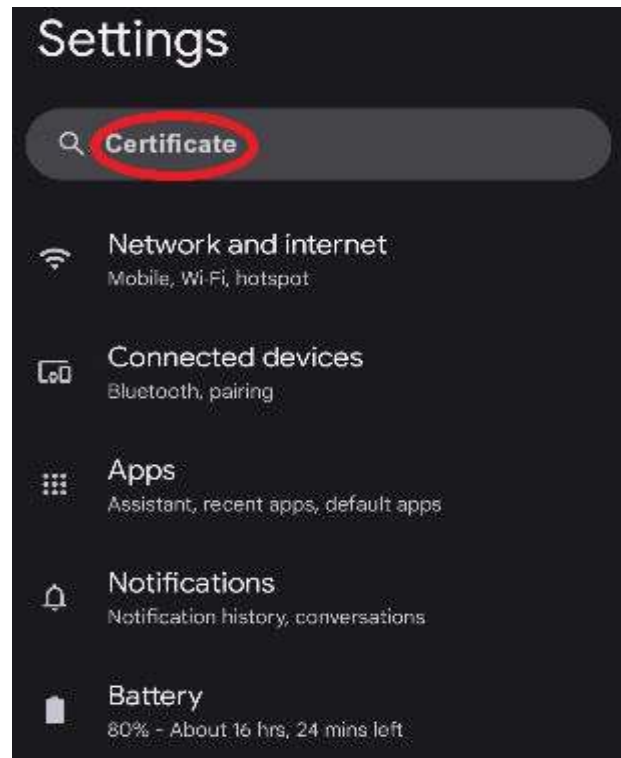 Settings
Certificate
Network and internet
Mobile, Wi-Fi, hotspot
Connected devices
Bluetooth, pairing
Apps
Assistant, recent apps, default apps
Notifications
Notification history, conversations
Battery
80% - About 16 hrs, 24 mins left